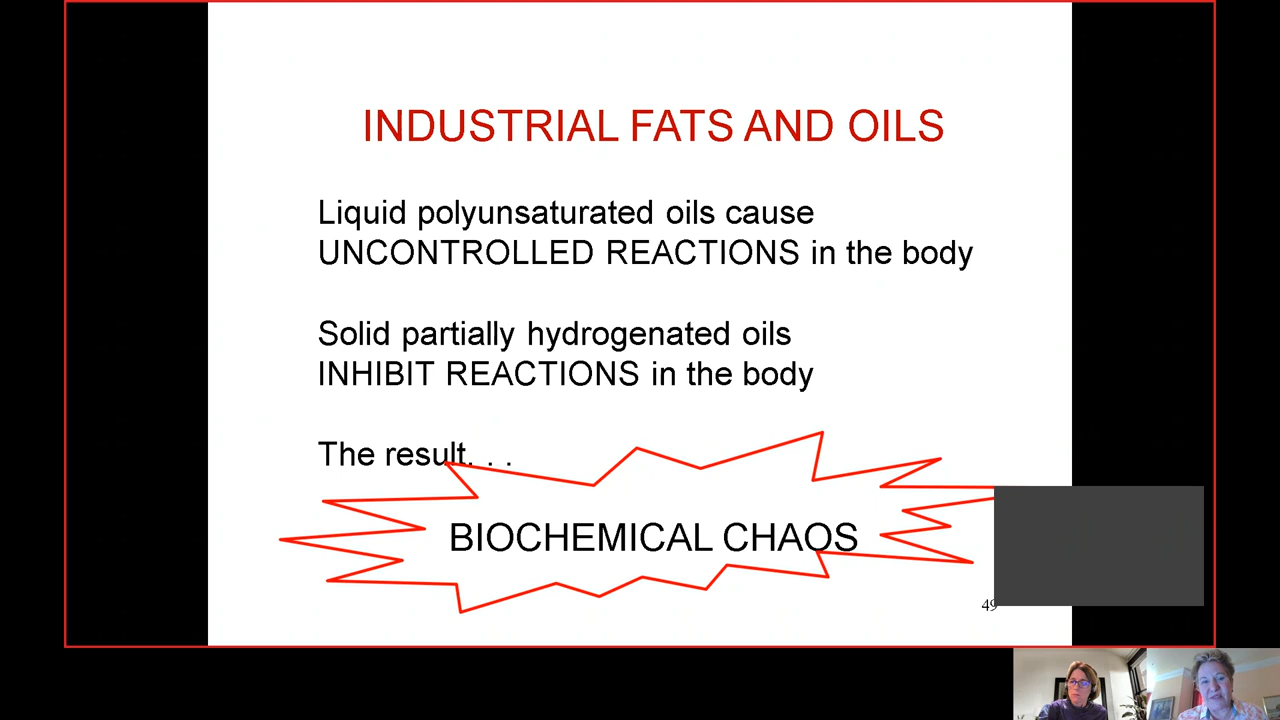 INDUSTRIAL FATS AND OILS
Liquid polyunsaturated oils cause
UNCONTROLLED REACTIONS in the body
Solid partially hydrogenated oils
INHIBIT REACTIONS in the body
The result. . .
BIOCHEMICAL CHAOS
49